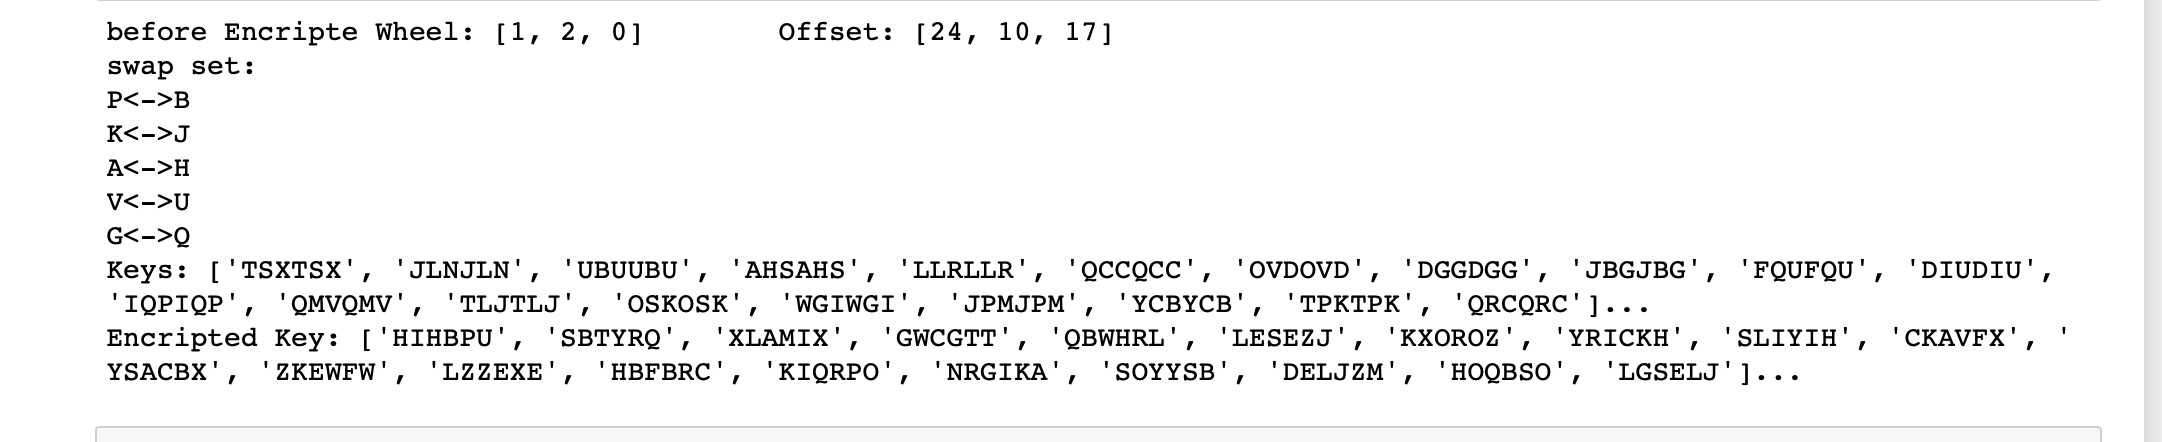 before Encripte Wheel: [1, 2, 0]        Offset: [24, 10, 17]
swap set:
P<->B
K<->J
A<->H
V<->U
G<->Q
Keys: ['TSXTSX', 'JLNJLN', 'UBUUBU', 'AHSAHS', 'LLRLLR', 'QCCQCC', 'OVDOVD', 'DGGDGG', 'JBGJBG', 'FQUFQU', 'DIUDIU',
'IQPIQP', 'QMVQMV', 'TLJTLJ', 'OSKOSK', 'WGIWGI', 'JPMJPM', 'YCBYCB', 'TPKTPK', 'QRCQRC']...
Encripted Key: ['HIHBPU', 'SBTYRQ', 'XLAMIX', 'GWCGTT', 'QBWHRL', 'LESEZJ', 'KXOROZ', 'YRICKH', 'SLIYIH', 'CKAVFX', '
YSACBX', 'ZKEWFW', 'LZZEXE', 'HBFBRC', 'KIQRPO', 'NRGIKA', 'SOYYSB', 'DELJZM', 'HOQBSO', 'LGSELJ']...